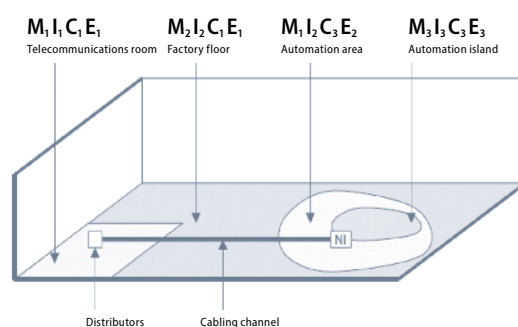 M₁I₁C₁E₁ M₂I₂C₁E₁ M₁I₂C₃E₂ M₃I₃C₃E₃
Telecommunications room Factory floor Automation area Automation island
NI
Distributors Cabling channel